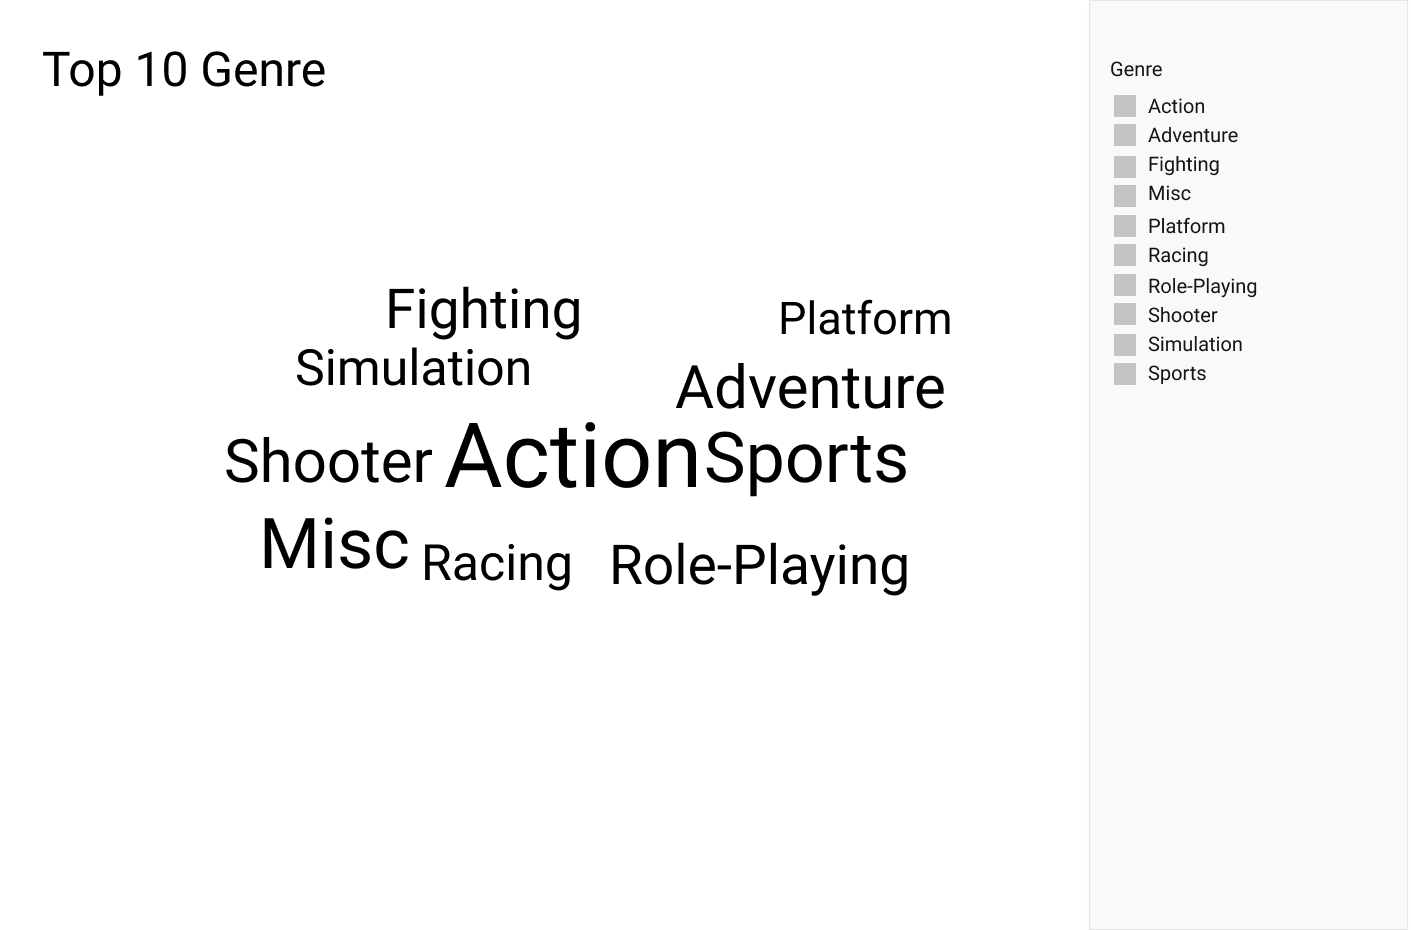 Top 10 Genre
Fighting
Platform
Simulation
Adventure
Shooter
Action
Sports
Misc
Racing
Role-Playing
Genre
Action
Adventure
Fighting
Misc
Platform
Racing
Role-Playing
Shooter
Simulation
Sports